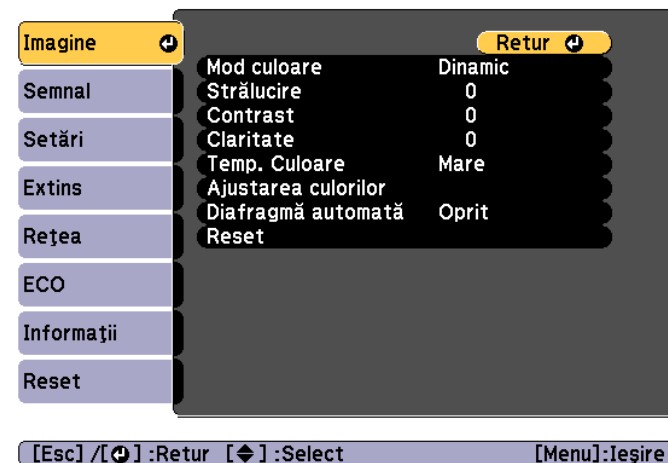 Imagine
Semnal
Setări
Extins
Reţea
ECO
Informaţii
Reset
Retur
Mod culoare Dinamic
Strălucire 0
Contrast 0
Claritate 0
Temp. Culoare Mare
Ajustarea culorilor
Diafragmă automată Oprit
Reset
[Esc] /[ ] :Retur [ ] :Select [Menu]:Ieşire